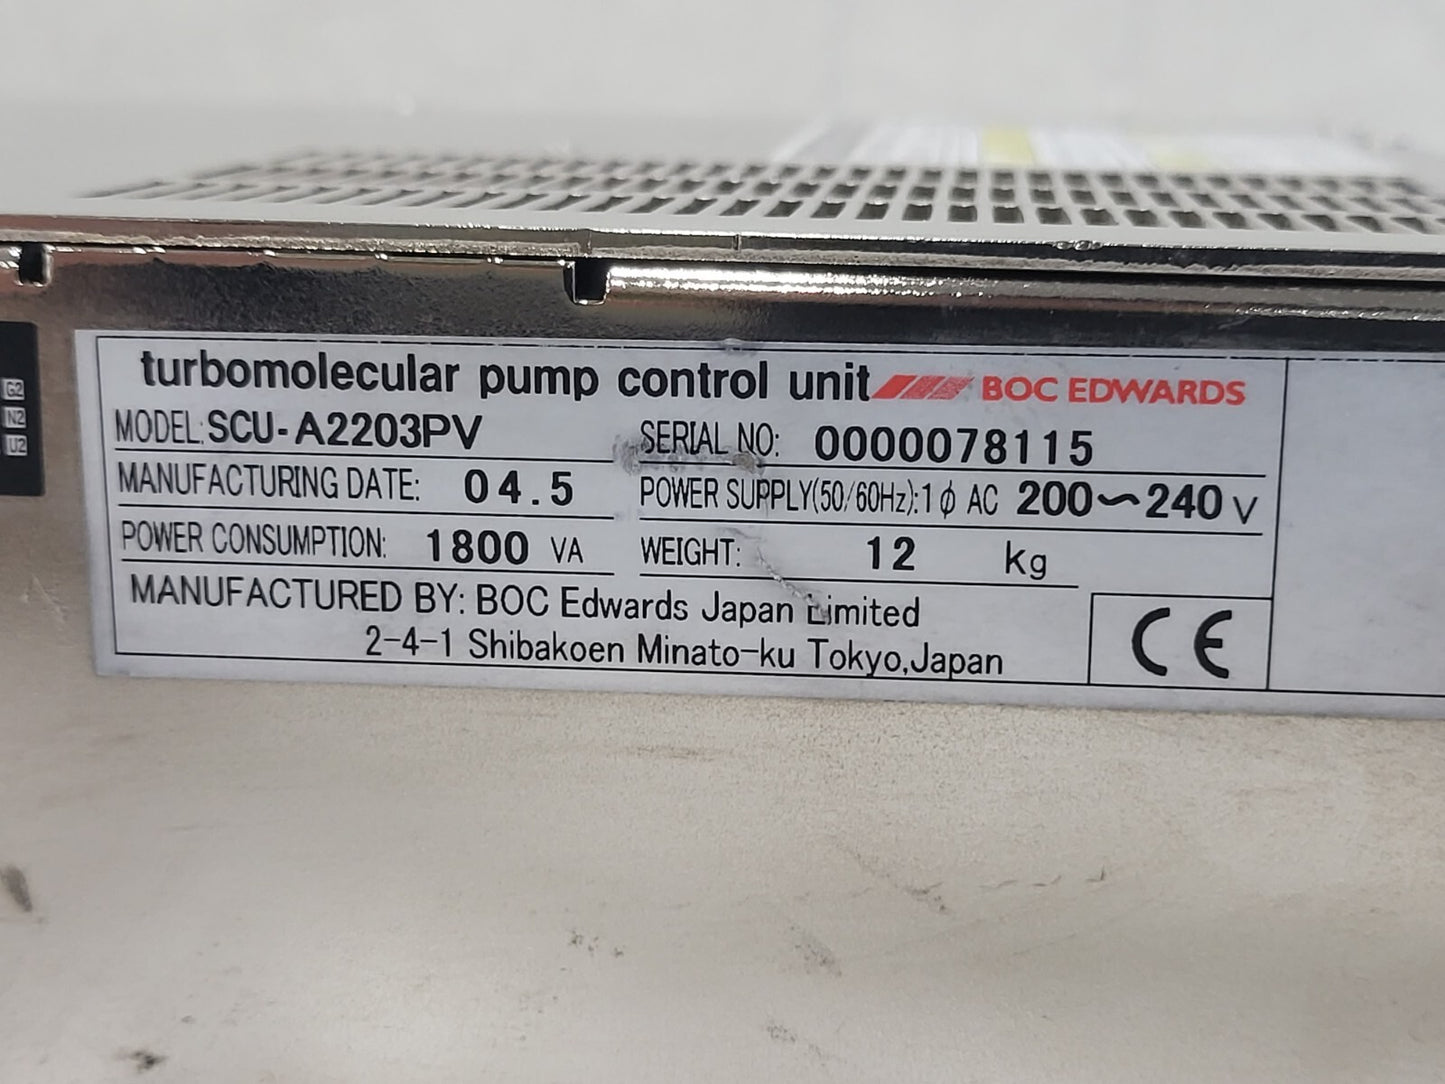 turbomolecular pump control unit BOC EDWARDS
MODEL: SCU-A2203PV SERIAL NO: 0000078115
MANUFACTURING DATE: 04.5 POWER SUPPLY(50/60Hz):1ϕ AC 200~240 V
POWER CONSUMPTION: 1800 VA WEIGHT: 12 kg
MANUFACTURED BY: BOC Edwards Japan Limited
2-4-1 Shibakoen Minato-ku Tokyo,Japan
CE
G2
N2
U2